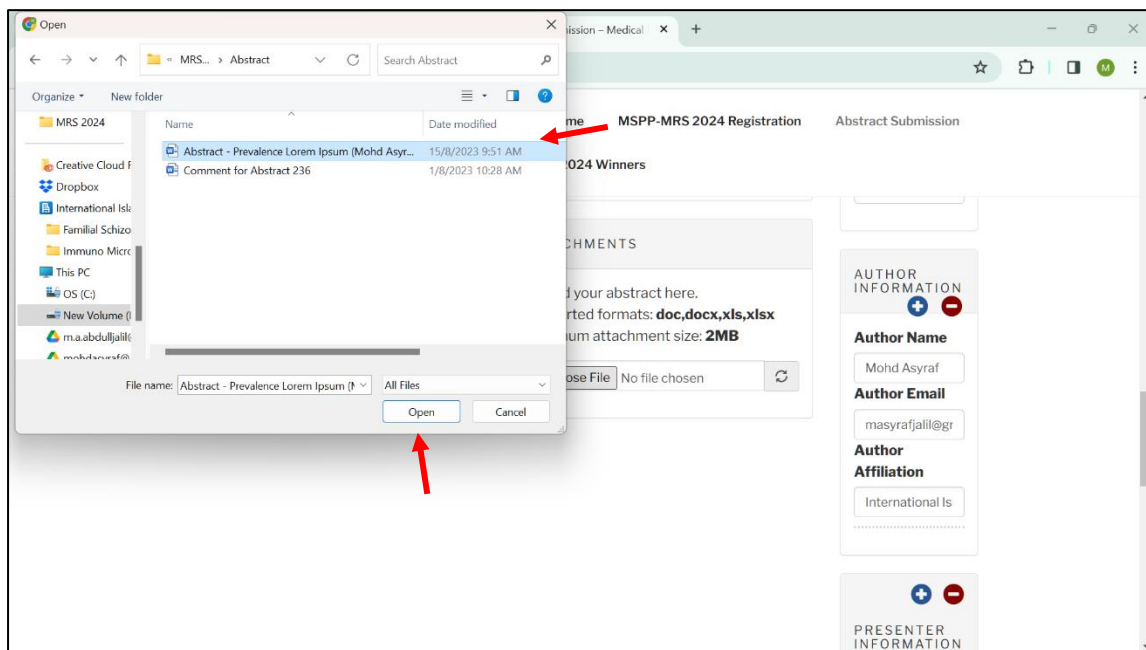 Open
ission – Medical
MRS... › Abstract
Search Abstract
M
Organize
New folder
MRS 2024
Name
Date modified
Creative Cloud F
Dropbox
International Isla
Familial Schizo
Immuno Micro
This PC
OS (C:)
New Volume (
m.a.abdulljalil
mohdasyraf@
Abstract - Prevalence Lorem Ipsum (Mohd Asyr...
15/8/2023 9:51 AM
Comment for Abstract 236
1/8/2023 10:28 AM
File name:
Abstract - Prevalence Lorem Ipsum (
All Files
Open
Cancel
me
MSPP-MRS 2024 Registration
Abstract Submission
2024 Winners
CHMENTS
d your abstract here.
rted formats: doc,docx,xls,xlsx
um attachment size: 2MB
ose File
No file chosen
AUTHOR
INFORMATION
Author Name
Mohd Asyraf
Author Email
masyrafjalil@gr
Author
Affiliation
International Is
PRESENTER
INFORMATION